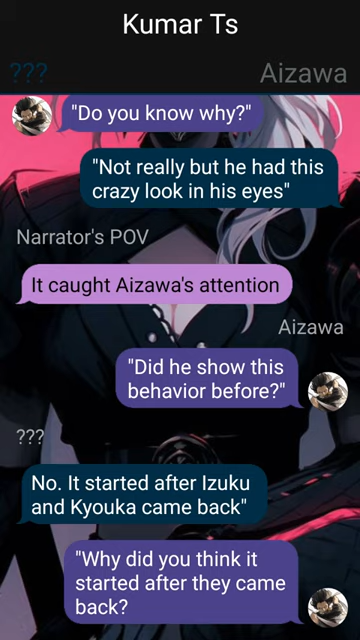 Kumar Ts
??? Aizawa
"Do you know why?"
"Not really but he had this
crazy look in his eyes"
Narrator's POV
It caught Aizawa's attention
Aizawa
"Did he show this
behavior before?"
???
No. It started after Izuku
and Kyouka came back"
"Why did you think it
started after they came
back?